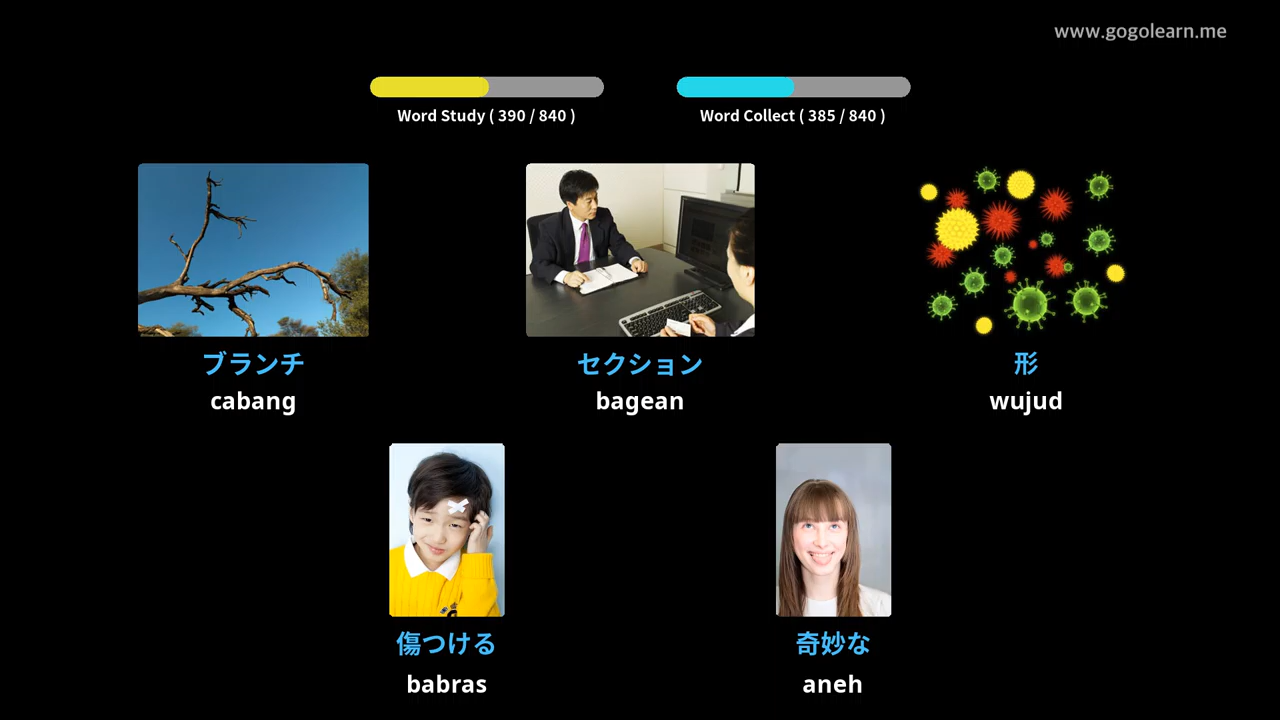 www.gogolearn.me
Word Study ( 390 / 840 )
Word Collect ( 385 / 840 )
ブランチ
cabang
セクション
bagean
形
wujud
傷つける
babras
奇妙な
aneh